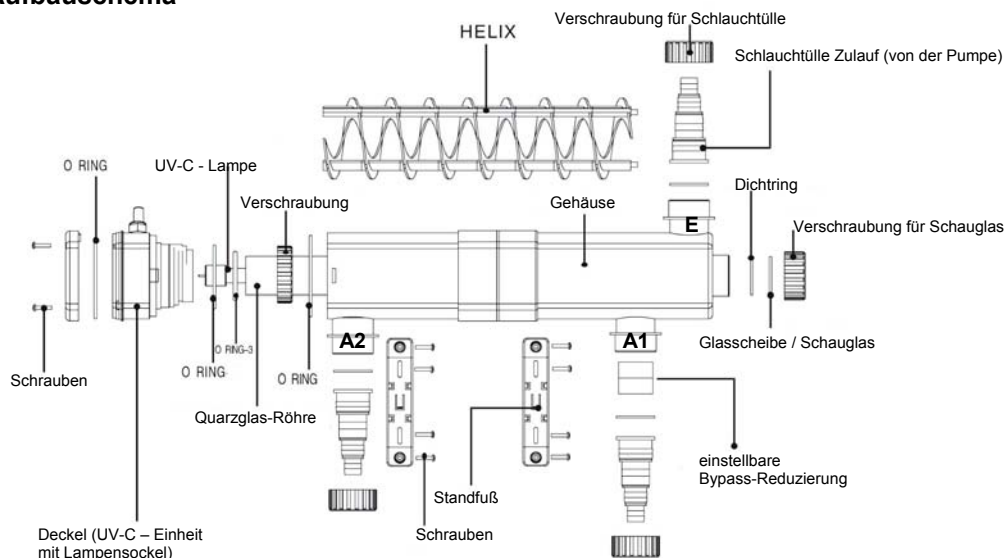 Aufbauschema
Verschraubung für Schlauchtülle
HELIX
Schlauchtülle Zulauf (von der Pumpe)
O RING
UV-C - Lampe
Verschraubung
Gehäuse
Dichtring
Verschraubung für Schauglas
E
A2
A1
O RING-3
O RING
O RING
Glasscheibe / Schauglas
Schrauben
Quarzglas-Röhre
einstellbare
Bypass-Reduzierung
Standfuß
Schrauben
Deckel (UV-C – Einheit
mit Lampensockel)